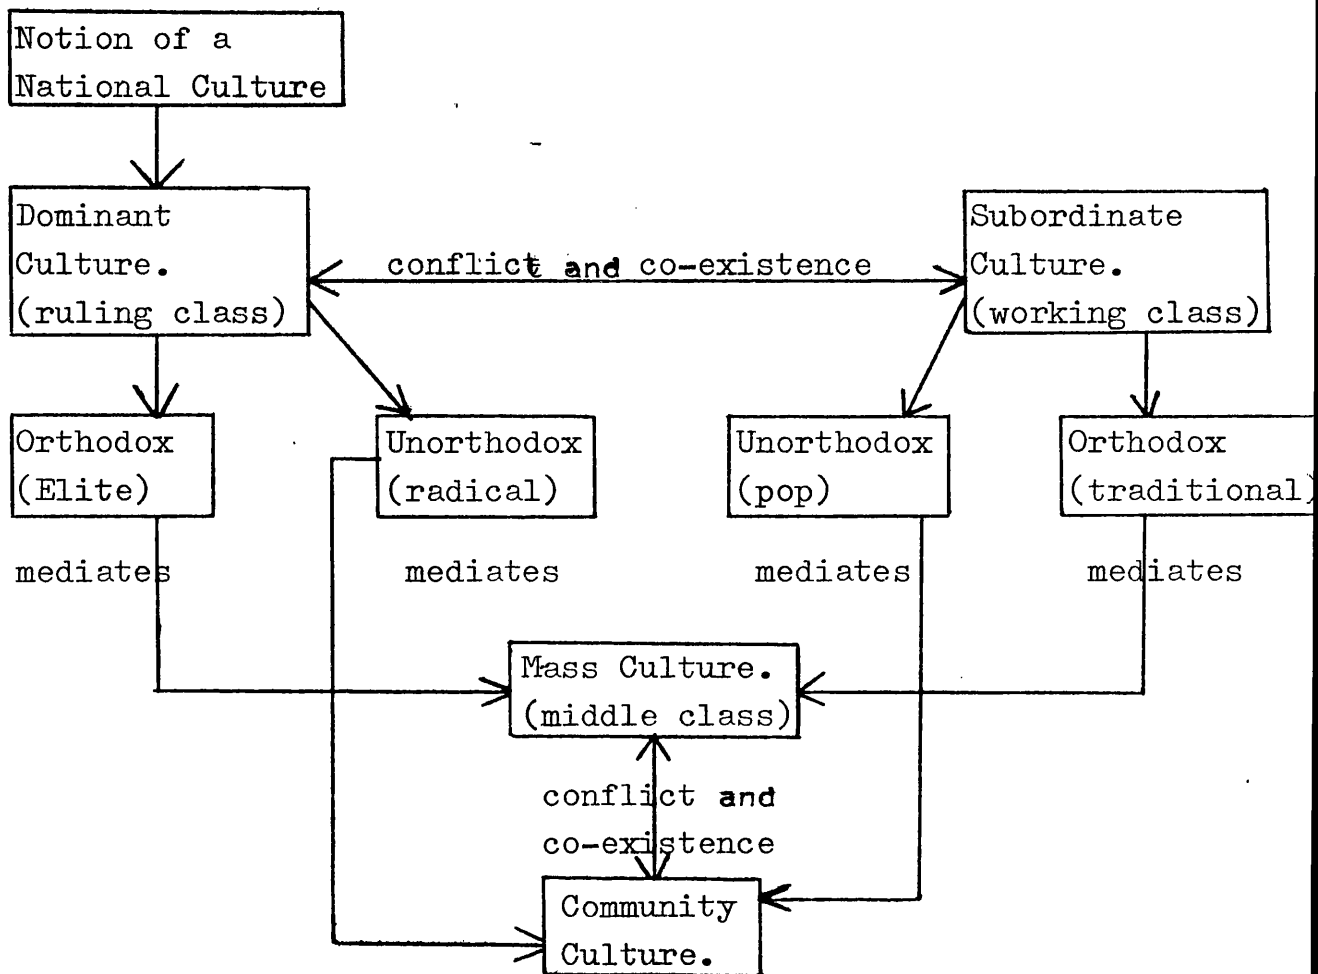 Notion of a
National Culture
Dominant
Culture.
(ruling class)
conflict and co-existence
Subordinate
Culture.
(working class)
Orthodox
(Elite)
Unorthodox
(radical)
Unorthodox
(pop)
Orthodox
(traditional)
mediates
mediates
mediates
mediates
Mass Culture.
(middle class)
conflict and
co-existence
Community
Culture.